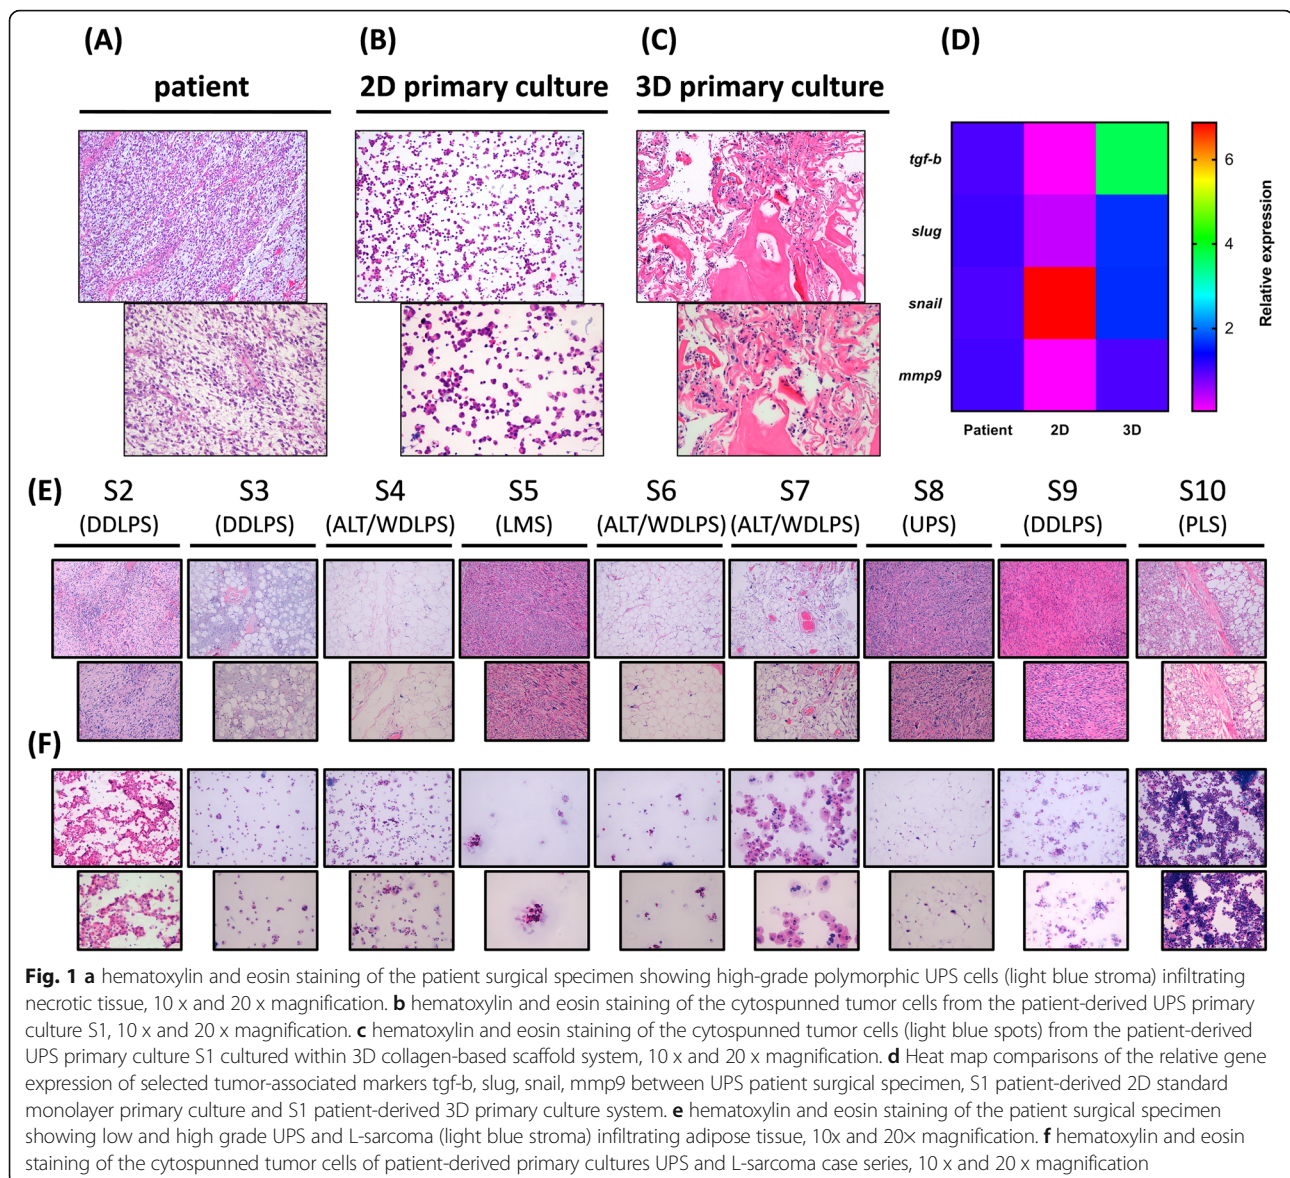 (A)
(B)
(C)
(D)
patient
2D primary culture
3D primary culture
tgf-b
slug
snail
mmp9
Patient
2D
3D
6
4
2
Relative expression
(E)
S2
S3
S4
S5
S6
S7
S8
S9
S10
(DDLPS)
(DDLPS)
(ALT/WDLPS)
(LMS)
(ALT/WDLPS)
(ALT/WDLPS)
(UPS)
(DDLPS)
(PLS)
(F)
Fig. 1 a hematoxylin and eosin staining of the patient surgical specimen showing high-grade polymorphic UPS cells (light blue stroma) infiltrating
necrotic tissue, 10 x and 20 x magnification. b hematoxylin and eosin staining of the cytospunned tumor cells from the patient-derived UPS primary
culture S1, 10 x and 20 x magnification. c hematoxylin and eosin staining of the cytospunned tumor cells (light blue spots) from the patient-derived
UPS primary culture S1 cultured within 3D collagen-based scaffold system, 10 x and 20 x magnification. d Heat map comparisons of the relative gene
expression of selected tumor-associated markers tgf-b, slug, snail, mmp9 between UPS patient surgical specimen, S1 patient-derived 2D standard
monolayer primary culture and S1 patient-derived 3D primary culture system. e hematoxylin and eosin staining of the patient surgical specimen
showing low and high grade UPS and L-sarcoma (light blue stroma) infiltrating adipose tissue, 10x and 20× magnification. f hematoxylin and eosin
staining of the cytospunned tumor cells of patient-derived primary cultures UPS and L-sarcoma case series, 10 x and 20 x magnification